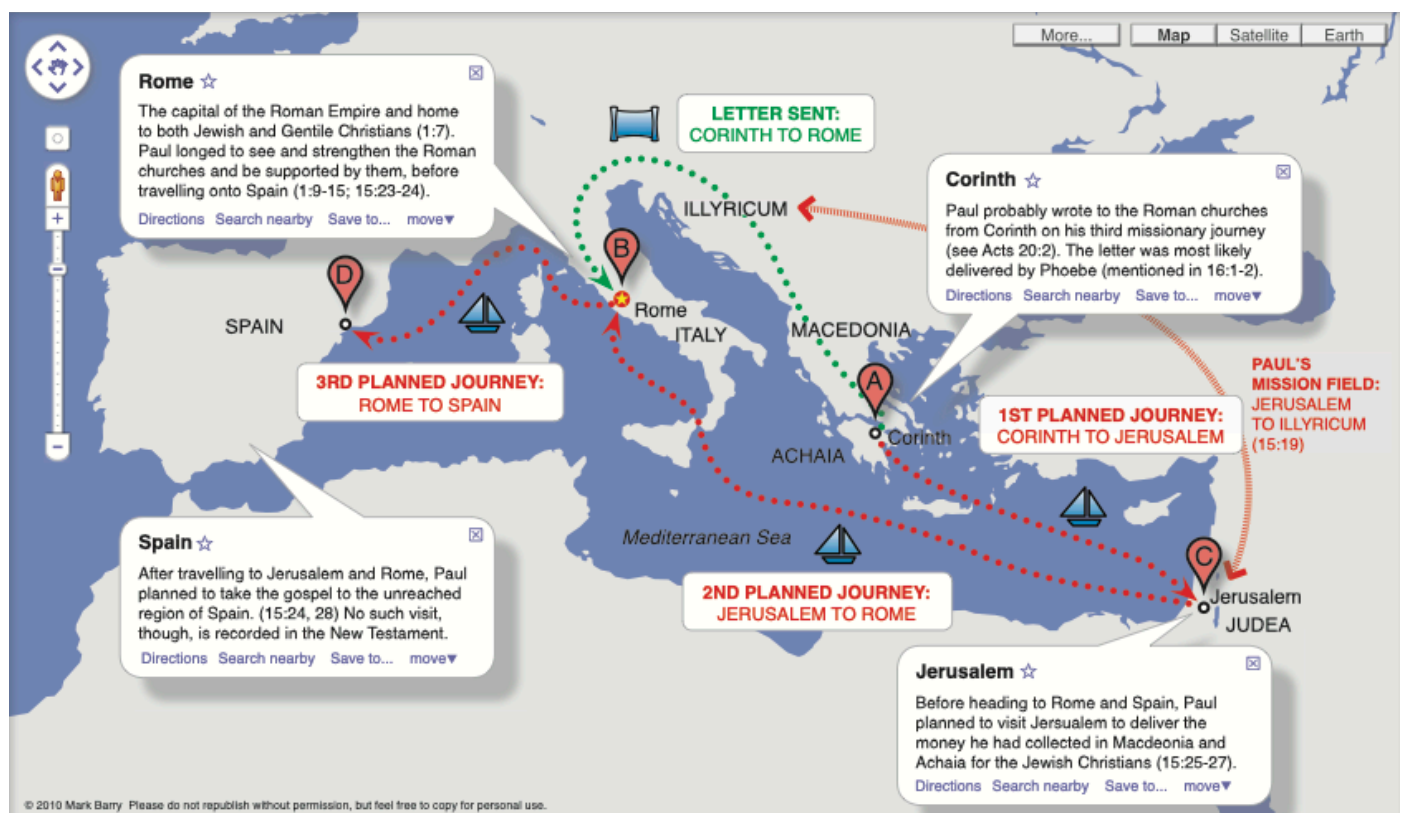 More...
Map
Satellite
Earth
Rome
The capital of the Roman Empire and home
to both Jewish and Gentile Christians (1:7).
Paul longed to see and strengthen the Roman
churches and be supported by them, before
travelling onto Spain (1:9-15; 15:23-24).
Directions Search nearby Save to... move
LETTER SENT:
CORINTH TO ROME
Corinth
Paul probably wrote to the Roman churches
from Corinth on his third missionary journey
(see Acts 20:2). The letter was most likely
delivered by Phoebe (mentioned in 16:1-2).
Directions Search nearby Save to... move
ILLYRICUM
B
D
Rome
ITALY
SPAIN
MACEDONIA
A
Corinth
ACHAIA
3RD PLANNED JOURNEY:
ROME TO SPAIN
1ST PLANNED JOURNEY:
CORINTH TO JERUSALEM
PAUL'S
MISSION FIELD:
JERUSALEM
TO ILLYRICUM
(15:19)
Mediterranean Sea
2ND PLANNED JOURNEY:
JERUSALEM TO ROME
C
Jerusalem
JUDEA
Spain
After travelling to Jerusalem and Rome, Paul
planned to take the gospel to the unreached
region of Spain. (15:24, 28) No such visit,
though, is recorded in the New Testament.
Directions Search nearby Save to... move
Jerusalem
Before heading to Rome and Spain, Paul
planned to visit Jersualem to deliver the
money he had collected in Macdeonia and
Achaia for the Jewish Christians (15:25-27).
Directions Search nearby Save to... move
© 2010 Mark Barry Please do not republish without permission, but feel free to copy for personal use.